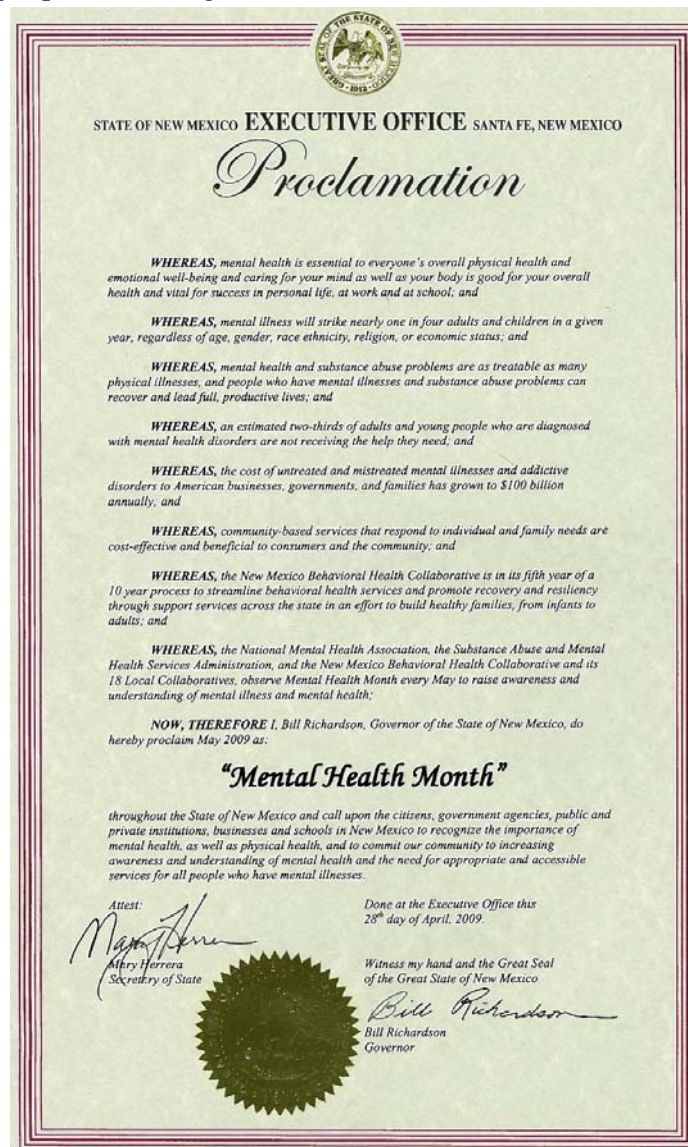 GREAT SEAL OF THE STATE OF NEW MEXICO
1912
STATE OF NEW MEXICO EXECUTIVE OFFICE SANTA FE, NEW MEXICO
Proclamation
WHEREAS, mental health is essential to everyone's overall physical health and
emotional well-being and caring for your mind as well as your body is good for your overall
health and vital for success in personal life, at work and at school; and
WHEREAS, mental illness will strike nearly one in four adults and children in a given
year, regardless of age, gender, race ethnicity, religion, or economic status; and
WHEREAS, mental health and substance abuse problems are as treatable as many
physical illnesses, and people who have mental illnesses and substance abuse problems can
recover and lead full, productive lives; and
WHEREAS, an estimated two-thirds of adults and young people who are diagnosed
with mental health disorders are not receiving the help they need; and
WHEREAS, the cost of untreated and mistreated mental illnesses and addictive
disorders to American businesses, governments, and families has grown to $100 billion
annually; and
WHEREAS, community-based services that respond to individual and family needs are
cost-effective and beneficial to consumers and the community; and
WHEREAS, the New Mexico Behavioral Health Collaborative is in its fifth year of a
10 year process to streamline behavioral health services and promote recovery and resiliency
through support services across the state in an effort to build healthy families, from infants to
adults; and
WHEREAS, the National Mental Health Association, the Substance Abuse and Mental
Health Services Administration, and the New Mexico Behavioral Health Collaborative and its
18 Local Collaboratives, observe Mental Health Month every May to raise awareness and
understanding of mental illness and mental health;
NOW, THEREFORE I, Bill Richardson, Governor of the State of New Mexico, do
hereby proclaim May 2009 as:
"Mental Health Month"
throughout the State of New Mexico and call upon the citizens, government agencies, public and
private institutions, businesses and schools in New Mexico to recognize the importance of
mental health, as well as physical health, and to commit our community to increasing
awareness and understanding of mental health and the need for appropriate and accessible
services for all people who have mental illnesses.
Attest:
Mary Herrera
Mary Herrera
Secretary of State
Done at the Executive Office this
28th day of April, 2009.
Witness my hand and the Great Seal
of the Great State of New Mexico
Bill Richardson
Bill Richardson
Governor